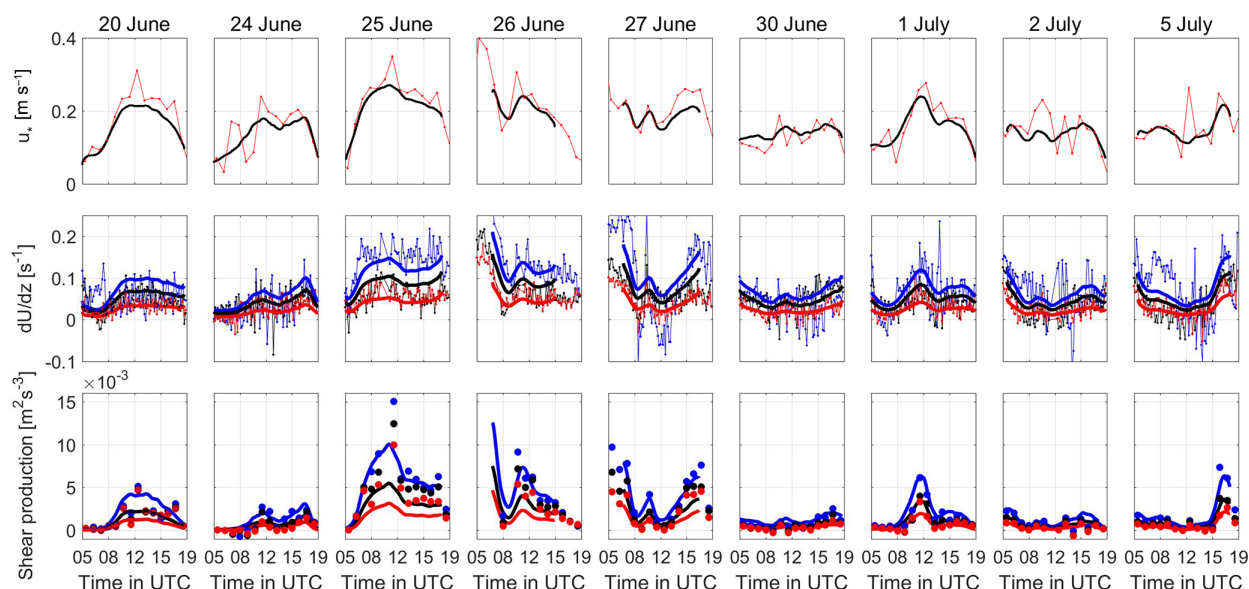 20 June 24 June 25 June 26 June 27 June 30 June 1 July 2 July 5 July
0.4
0.2
0
u* [m s⁻¹]
0.2
0.1
0
-0.1
dU/dz [s⁻¹]
×10⁻³
15
10
5
0
Shear production [m²s⁻³]
05 08 12 15 19 05 08 12 15 19 05 08 12 15 19 05 08 12 15 19 05 08 12 15 19 05 08 12 15 19 05 08 12 15 19 05 08 12 15 19 05 08 12 15 19
Time in UTC Time in UTC Time in UTC Time in UTC Time in UTC Time in UTC Time in UTC Time in UTC Time in UTC